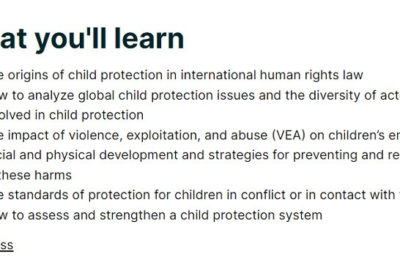 at you'll learn
e origins of child protection in international human rights law
w to analyze global child protection issues and the diversity of act
olved in child protection
e impact of violence, exploitation, and abuse (VEA) on children's e
cial and physical development and strategies for preventing and re
these harms
e standards of protection for children in conflict or in contact with
w to assess and strengthen a child protection system
ss